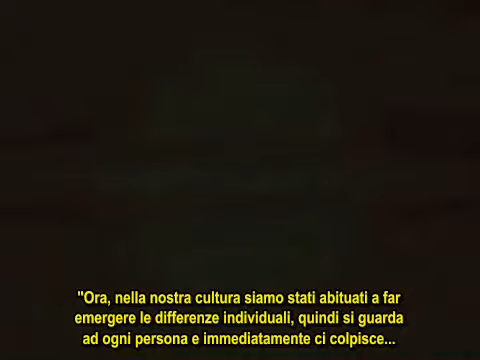 "Ora, nella nostra cultura siamo stati abituati a far
emergere le differenze individuali, quindi si guarda
ad ogni persona e immediatamente ci colpisce...